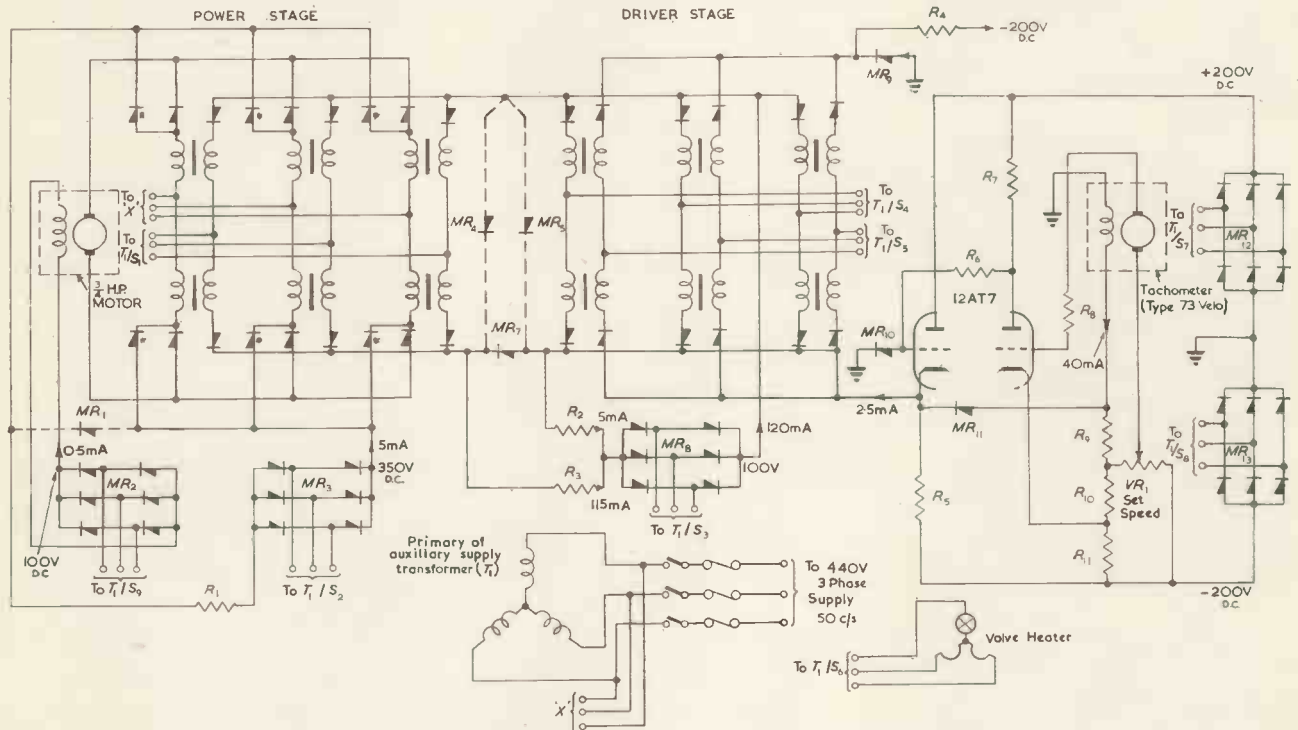 POWER STAGE
DRIVER STAGE
R4
-200V
D.C
MR9
+200V
D.C
To
'X'
To
T1/S1
3/4 H.P.
MOTOR
MR4
MR5
MR7
To
T1/S4
To
T1/S5
R7
R6
12AT7
MR10
R8
To
T1/S7
MR12
Tachometer
(Type 73 Velo)
40mA
2·5mA
MR11
R9
VR1
Set
Speed
R10
R11
R5
To
T1/S8
MR13
-200V
D.C.
MR1
0·5mA
MR2
100V
DC
To T1/S9
R1
5mA
350V
D.C.
MR3
To T1/S2
R2
5mA
R3
115mA
MR8
120mA
100V
To T1/S3
Primary of
auxiliary supply
transformer (T1)
To 440V
3 Phase
Supply
50 c/s
'X'
Valve Heater
To T1/S6